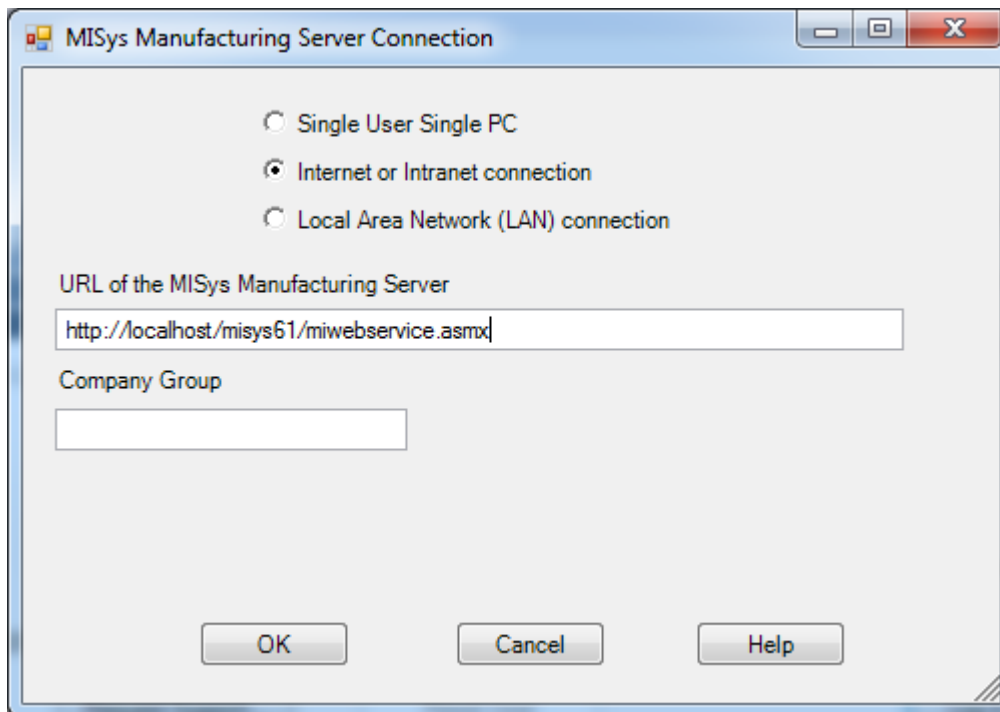 MISys Manufacturing Server Connection
Single User Single PC
Internet or Intranet connection
Local Area Network (LAN) connection
URL of the MISys Manufacturing Server
http://localhost/misys61/miwebservice.asmx
Company Group
OK Cancel Help